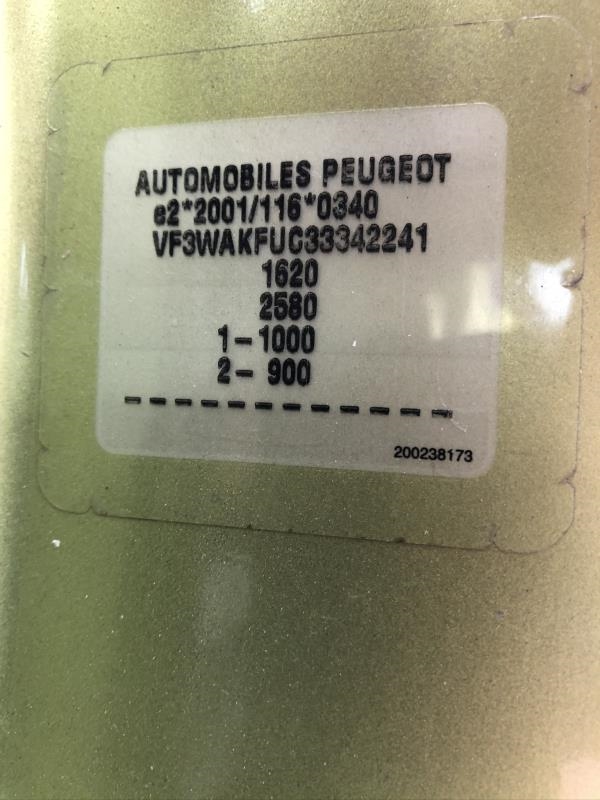 AUTOMOBILES PEUGEOT
e2*2001/116*0340
VF3WAKFUC33342241
1620
2580
1- 1000
2- 900
------------
200238173